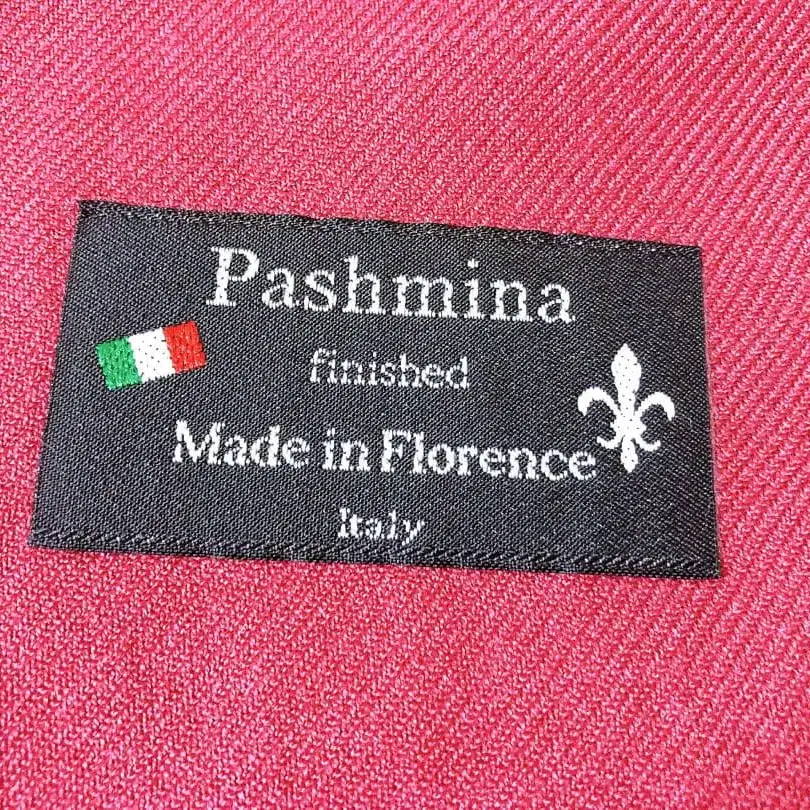 Pashmina
finished
Made in Florence
Italy